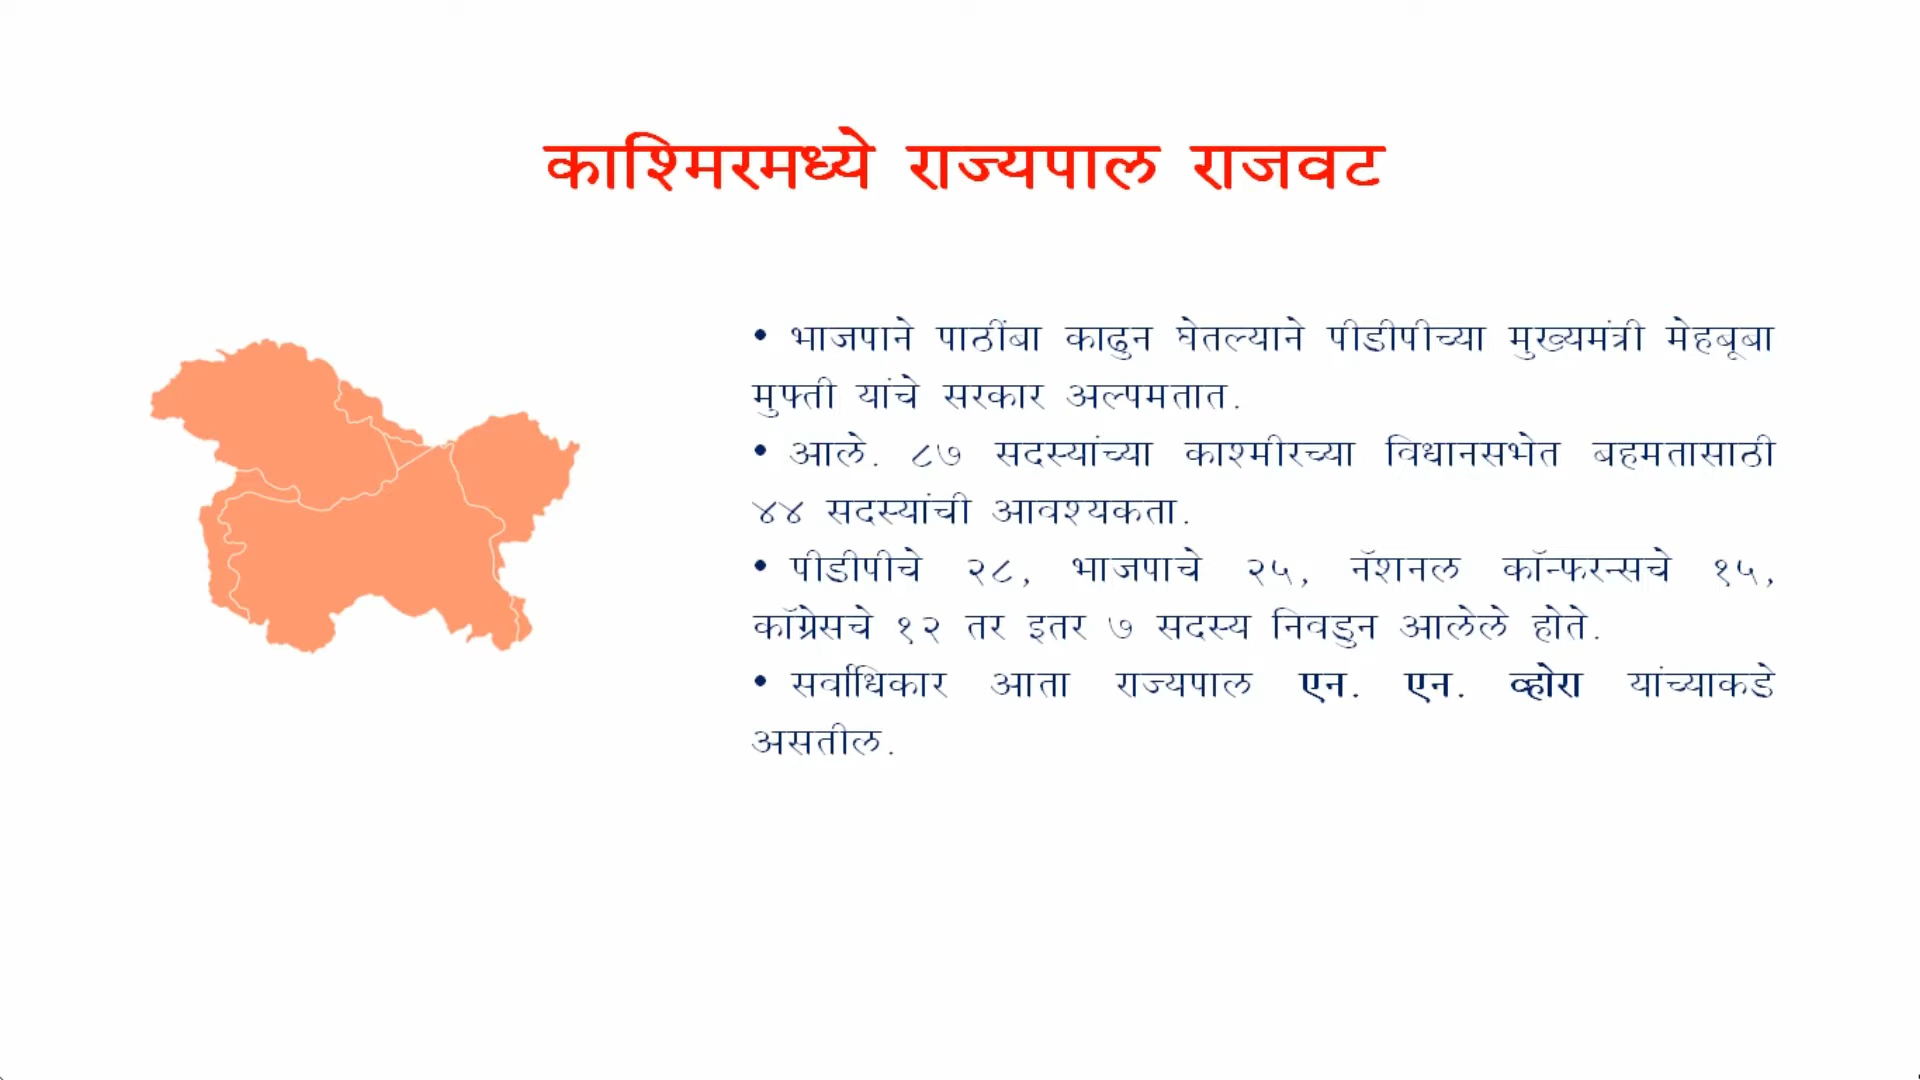 काश्मिरमध्ये राज्यपाल राजवट
• भाजपाने पाठींबा काढुन घेतल्याने पीडीपीच्या मुख्यमंत्री मेहबूबा
मुफ्ती यांचे सरकार अल्पमतात.
• आले. ८७ सदस्यांच्या काश्मीरच्या विधानसभेत बहमतासाठी
४४ सदस्यांची आवश्यकता.
• पीडीपीचे २८, भाजपाचे २५, नॅशनल कॉन्फरन्सचे १५,
कॉग्रेसचे १२ तर इतर ७ सदस्य निवडुन आलेले होते.
• सर्वाधिकार आता राज्यपाल एन. एन. व्होरा यांच्याकडे
असतील.